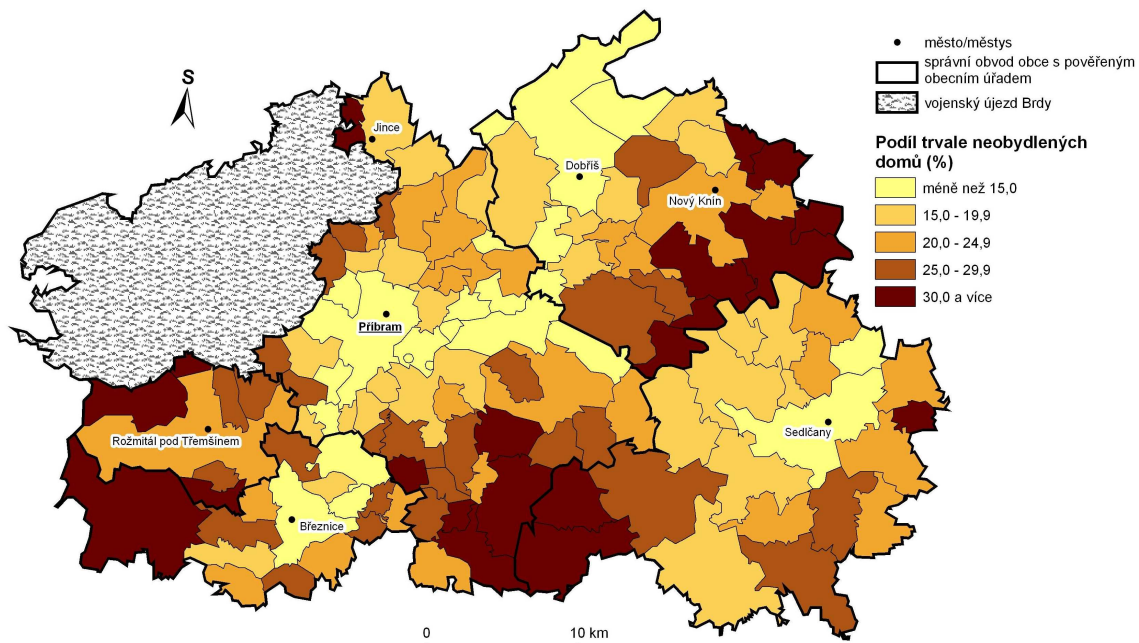 S
Jince
Dobříš
Nový Knín
Příbram
Sedlčany
Rožmitál pod Třemšínem
Březnice
0 10 km
město/městys
správní obvod obce s pověřeným
obecním úřadem
vojenský újezd Brdy
Podíl trvale neobydlených
domů (%)
méně než 15,0
15,0 - 19,9
20,0 - 24,9
25,0 - 29,9
30,0 a více